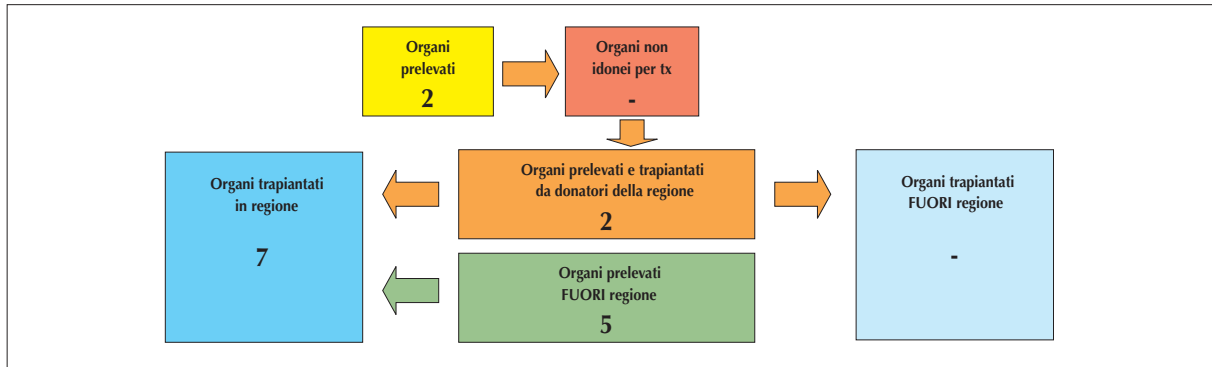 Organi
prelevati
2
Organi non
idonei per tx
-
Organi trapiantati
in regione
7
Organi prelevati e trapiantati
da donatori della regione
2
Organi prelevati
FUORI regione
5
Organi trapiantati
FUORI regione
-